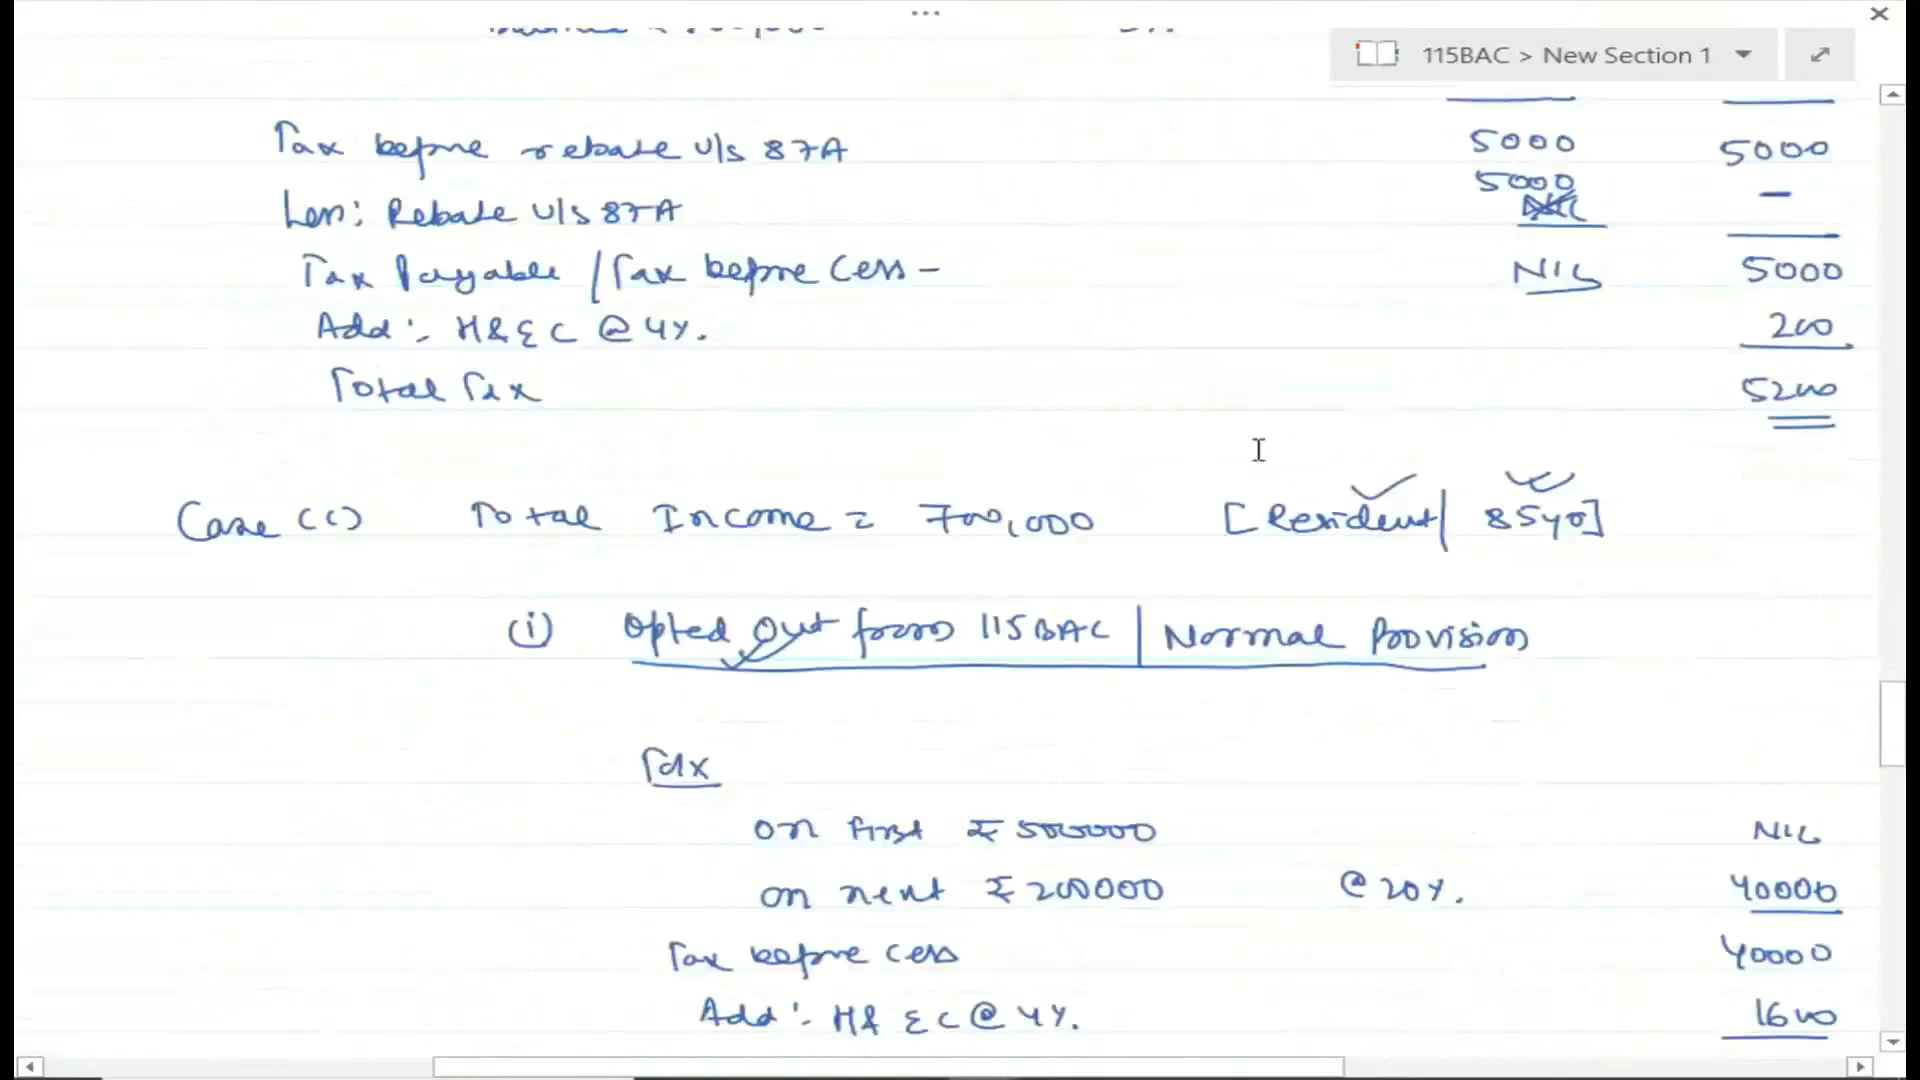 115BAC > New Section 1
Tax before rebate U/s 87A 5000 5000
5000
Less: Rebate U/s 87A –
Tax Payable / Tax before Cess – NIL 5000
Add :- H&EC @ 4%. 200
Total Tax 5200
Case (c) Total Income = 700,000 [Resident | 85yo]
(i) Opted Out from 115BAC | Normal Provision
Tax
on first ₹ 500000 NIL
on next ₹ 200000 @ 20%. 40000
Tax before cess 40000
Add :- H& EC @ 4%. 1600